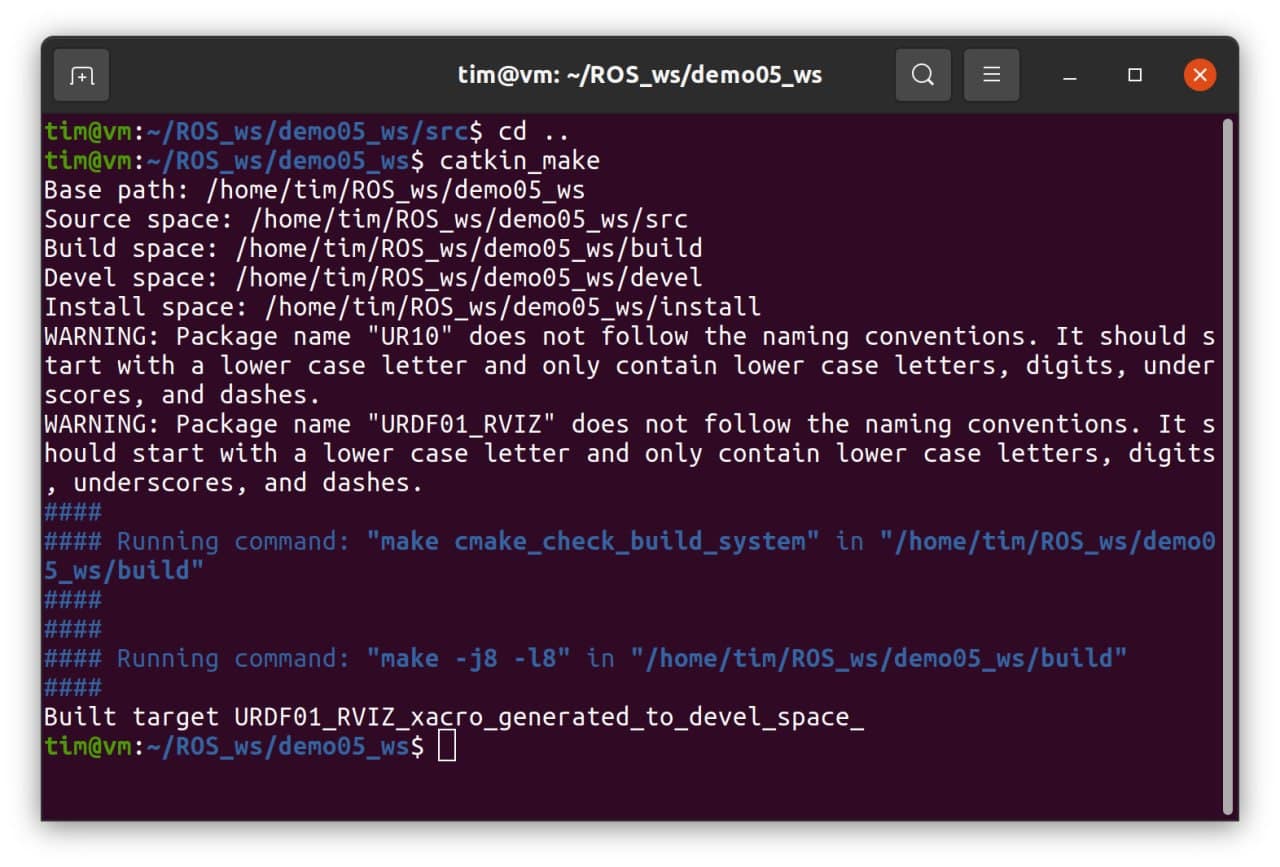 tim@vm: ~/ROS_ws/demo05_ws
tim@vm:~/ROS_ws/demo05_ws/src$ cd ..
tim@vm:~/ROS_ws/demo05_ws$ catkin_make
Base path: /home/tim/ROS_ws/demo05_ws
Source space: /home/tim/ROS_ws/demo05_ws/src
Build space: /home/tim/ROS_ws/demo05_ws/build
Devel space: /home/tim/ROS_ws/demo05_ws/devel
Install space: /home/tim/ROS_ws/demo05_ws/install
WARNING: Package name "UR10" does not follow the naming conventions. It should s
tart with a lower case letter and only contain lower case letters, digits, under
scores, and dashes.
WARNING: Package name "URDF01_RVIZ" does not follow the naming conventions. It s
hould start with a lower case letter and only contain lower case letters, digits
, underscores, and dashes.
####
#### Running command: "make cmake_check_build_system" in "/home/tim/ROS_ws/demo0
5_ws/build"
####
####
#### Running command: "make -j8 -l8" in "/home/tim/ROS_ws/demo05_ws/build"
####
Built target URDF01_RVIZ_xacro_generated_to_devel_space_
tim@vm:~/ROS_ws/demo05_ws$